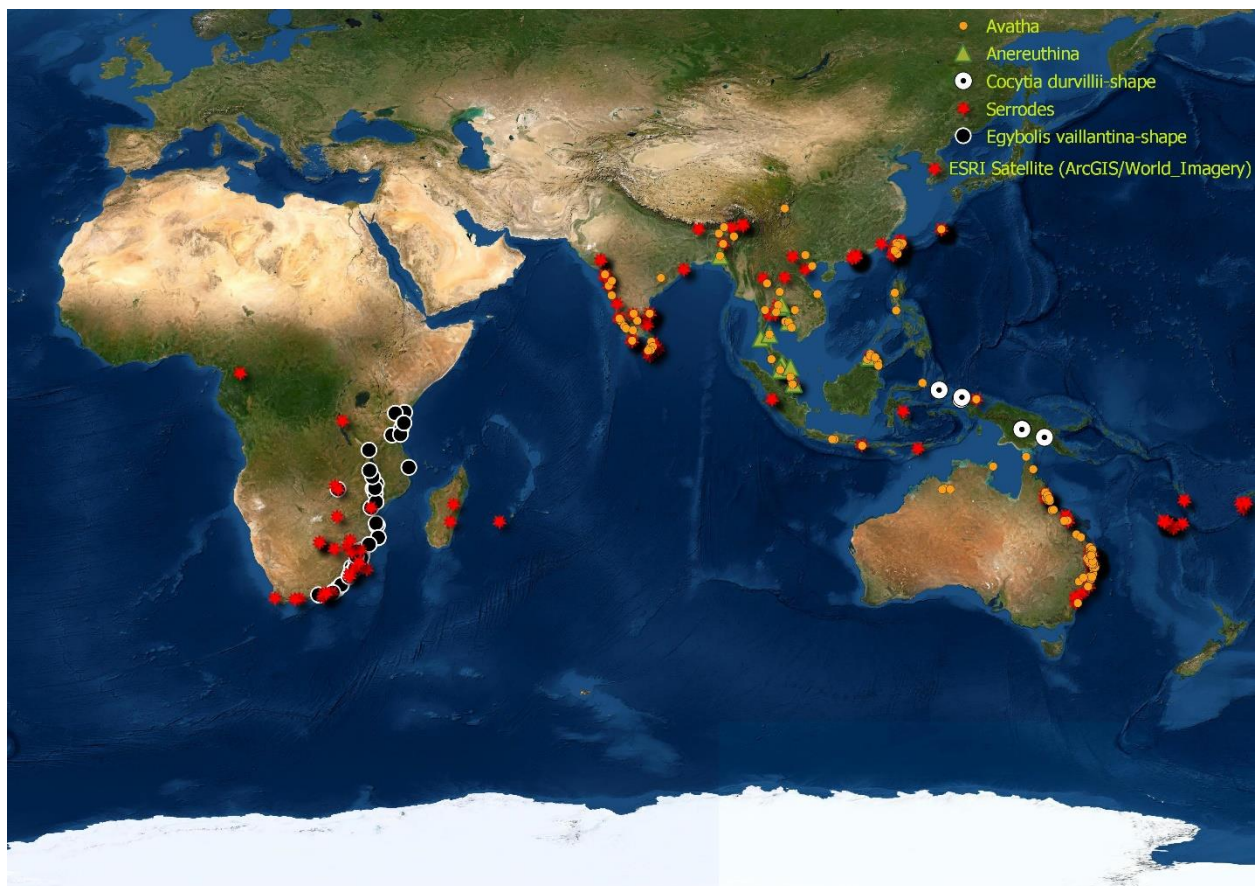 Avatha
Anereuthina
Cocytia durvillii-shape
Serrodes
Egybolis vaillantina-shape
ESRI Satellite (ArcGIS/World_Imagery)